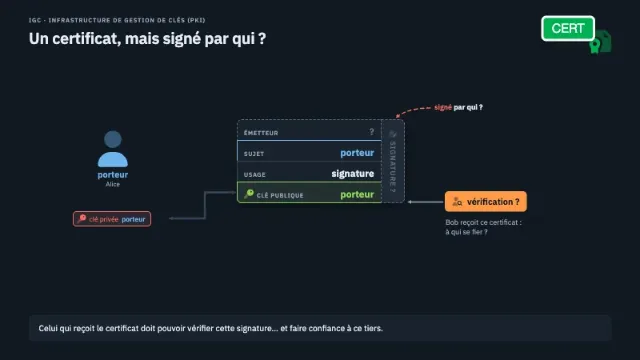 IGC · INFRASTRUCTURE DE GESTION DE CLÉS (PKI)
Un certificat, mais signé par qui ?
CERT
signé par qui ?
ÉMETTEUR ?
SUJET porteur
USAGE signature
CLÉ PUBLIQUE porteur
SIGNATURE ?
porteur
Alice
clé privée porteur
vérification ?
Bob reçoit ce certificat :
à qui se fier ?
Celui qui reçoit le certificat doit pouvoir vérifier cette signature... et faire confiance à ce tiers.